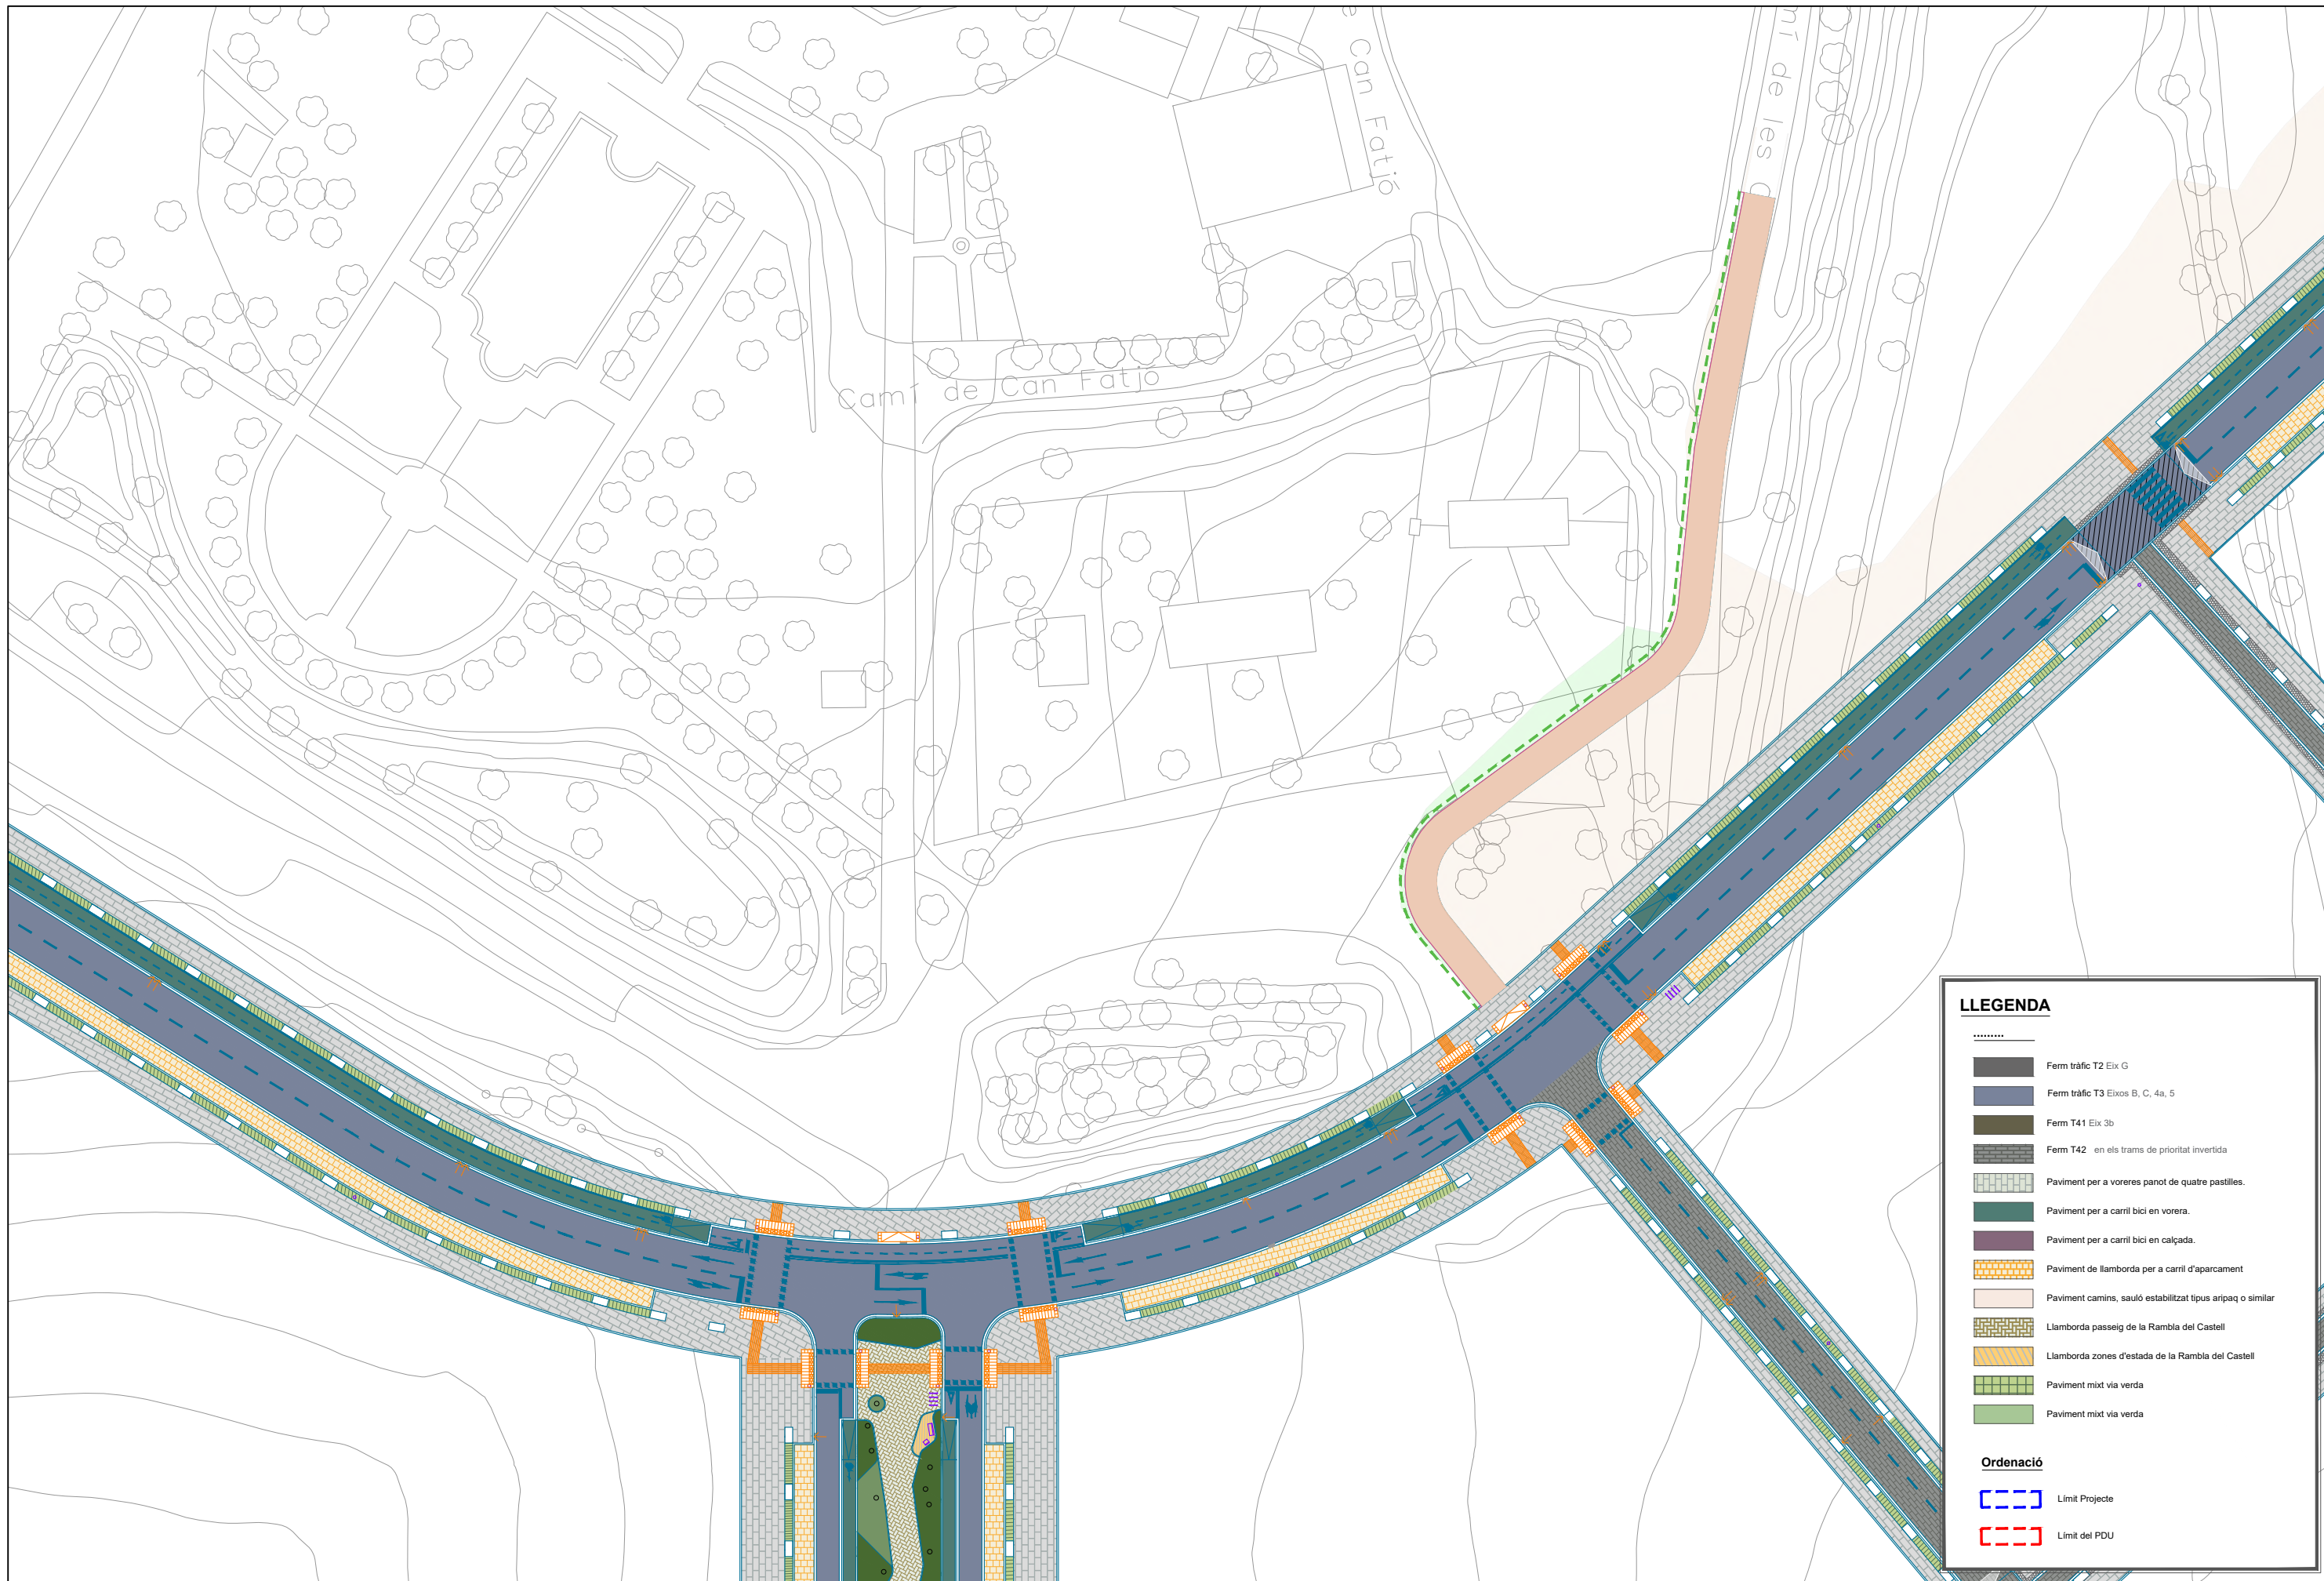 Can Fatjó
mí de les C
Camí de Can Fatjó
LLEGENDA
.........
Ferm tràfic T2 Eix G
Ferm tràfic T3 Eixos B, C, 4a, 5
Ferm T41 Eix 3b
Ferm T42 en els trams de prioritat invertida
Paviment per a voreres panot de quatre pastilles.
Paviment per a carril bici en vorera.
Paviment per a carril bici en calçada.
Paviment de llamborda per a carril d'aparcament
Paviment camins, sauló estabilitzat tipus aripaq o similar
Llamborda passeig de la Rambla del Castell
Llamborda zones d'estada de la Rambla del Castell
Paviment mixt via verda
Paviment mixt via verda
Ordenació
Límit Projecte
Límit del PDU